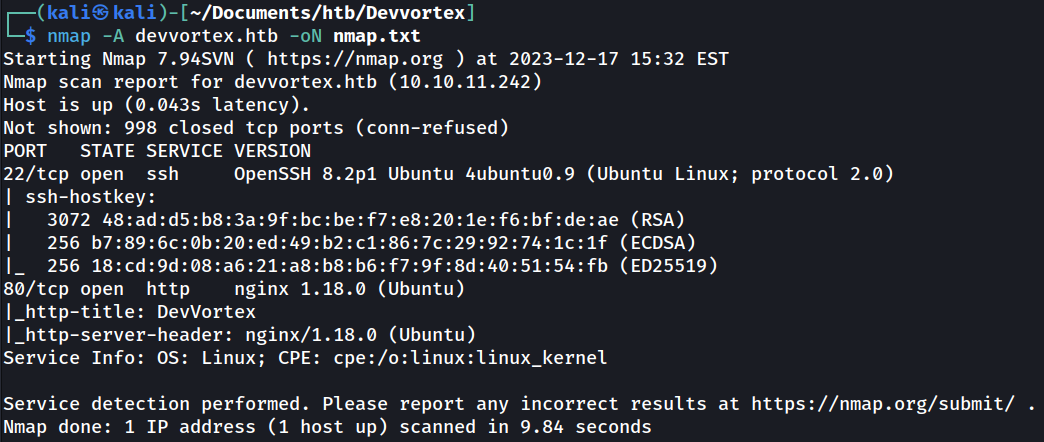 ┌──(kali㉿kali)-[~/Documents/htb/Devvortex]
└─$ nmap -A devvortex.htb -oN nmap.txt
Starting Nmap 7.94SVN ( https://nmap.org ) at 2023-12-17 15:32 EST
Nmap scan report for devvortex.htb (10.10.11.242)
Host is up (0.043s latency).
Not shown: 998 closed tcp ports (conn-refused)
PORT   STATE SERVICE VERSION
22/tcp open  ssh     OpenSSH 8.2p1 Ubuntu 4ubuntu0.9 (Ubuntu Linux; protocol 2.0)
| ssh-hostkey:
|   3072 48:ad:d5:b8:3a:9f:bc:be:f7:e8:20:1e:f6:bf:de:ae (RSA)
|   256 b7:89:6c:0b:20:ed:49:b2:c1:86:7c:29:92:74:1c:1f (ECDSA)
|_  256 18:cd:9d:08:a6:21:a8:b8:b6:f7:9f:8d:40:51:54:fb (ED25519)
80/tcp open  http    nginx 1.18.0 (Ubuntu)
|_http-title: DevVortex
|_http-server-header: nginx/1.18.0 (Ubuntu)
Service Info: OS: Linux; CPE: cpe:/o:linux:linux_kernel

Service detection performed. Please report any incorrect results at https://nmap.org/submit/ .
Nmap done: 1 IP address (1 host up) scanned in 9.84 seconds